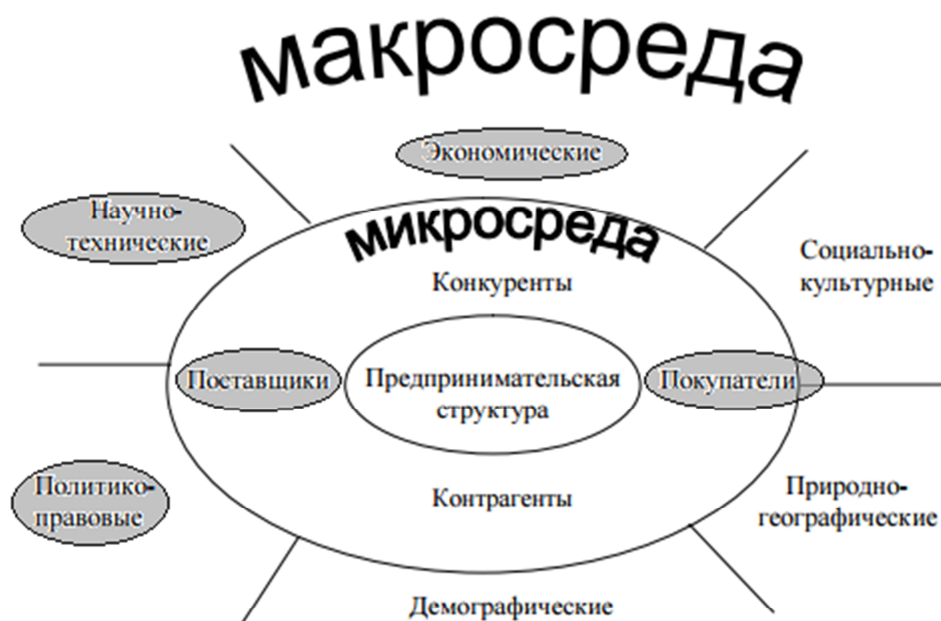 макросреда
Экономические
Научно-
технические
микросреда
Социально-
культурные
Конкуренты
Поставщики
Предпринимательская
структура
Покупатели
Политико-
правовые
Контрагенты
Природно-
географические
Демографические